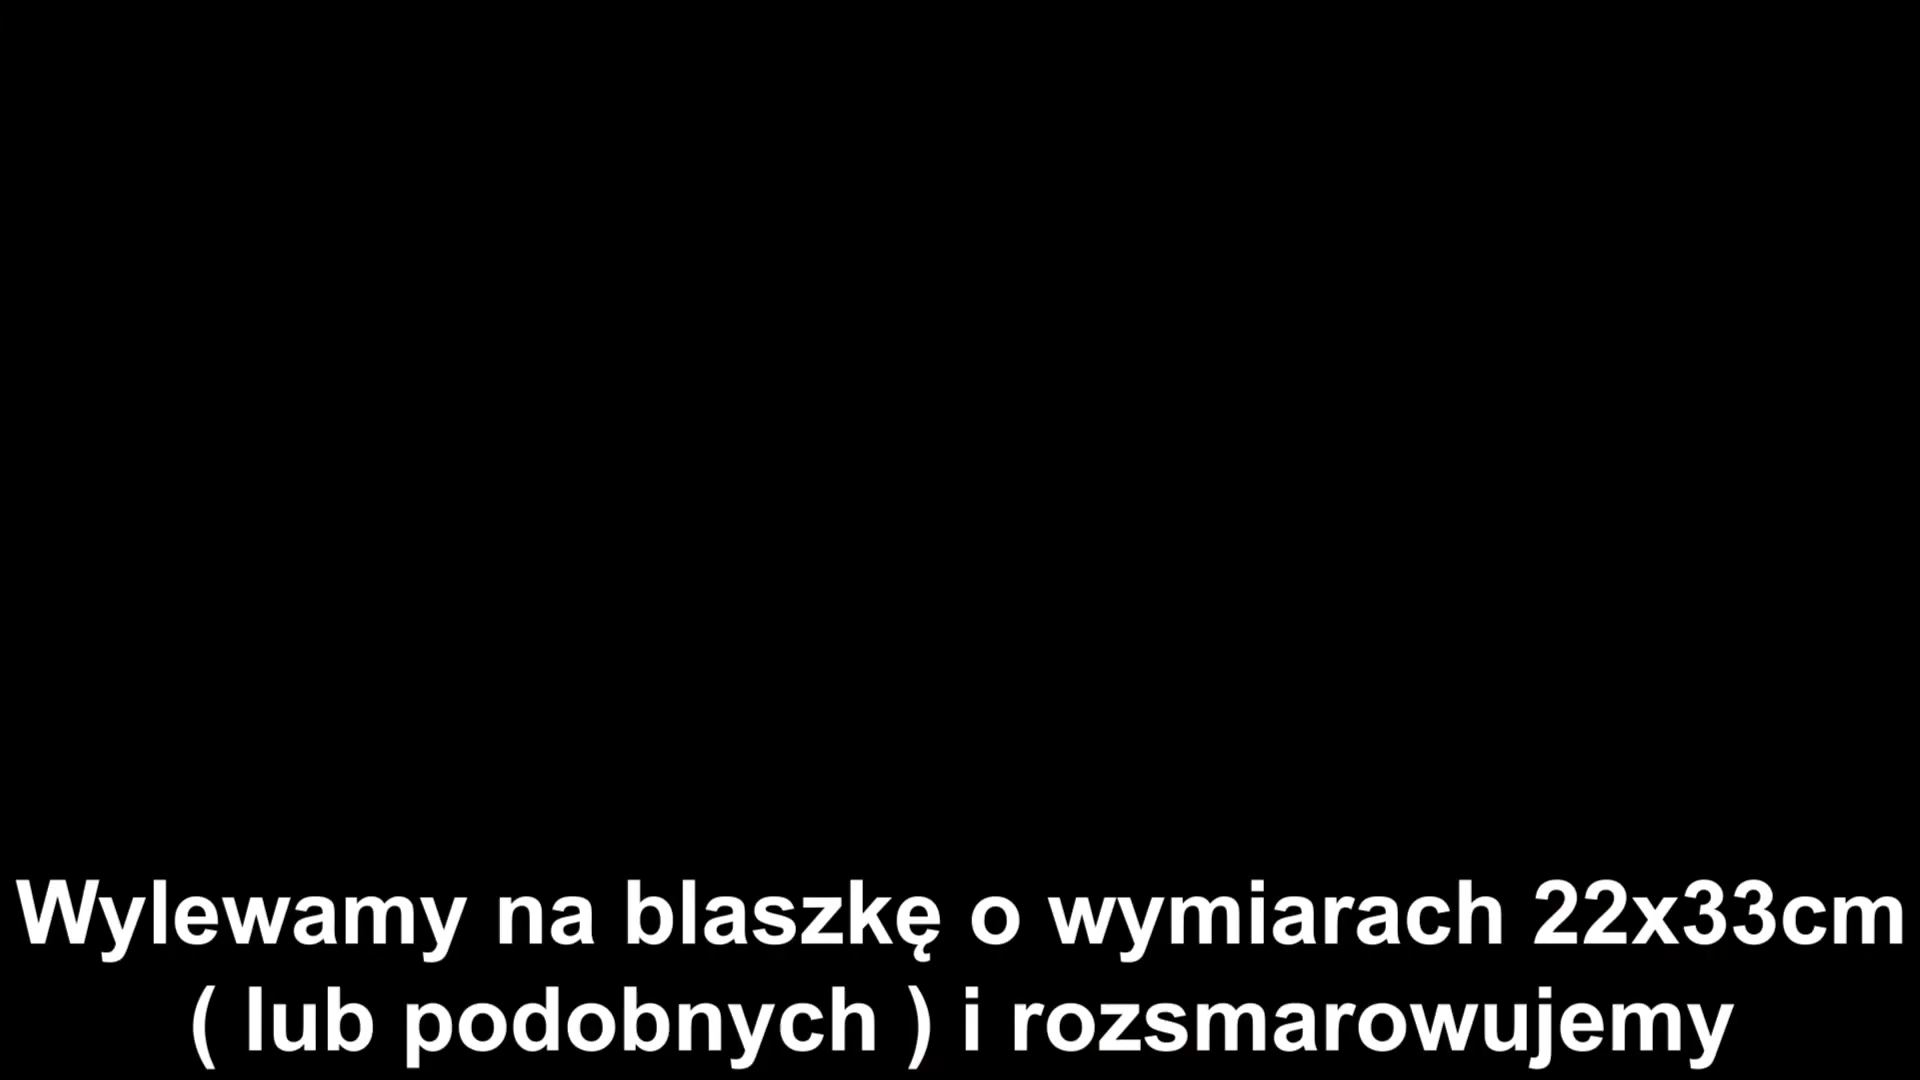 Wylewamy na blaszkę o wymiarach 22x33cm
( lub podobnych ) i rozsmarowujemy